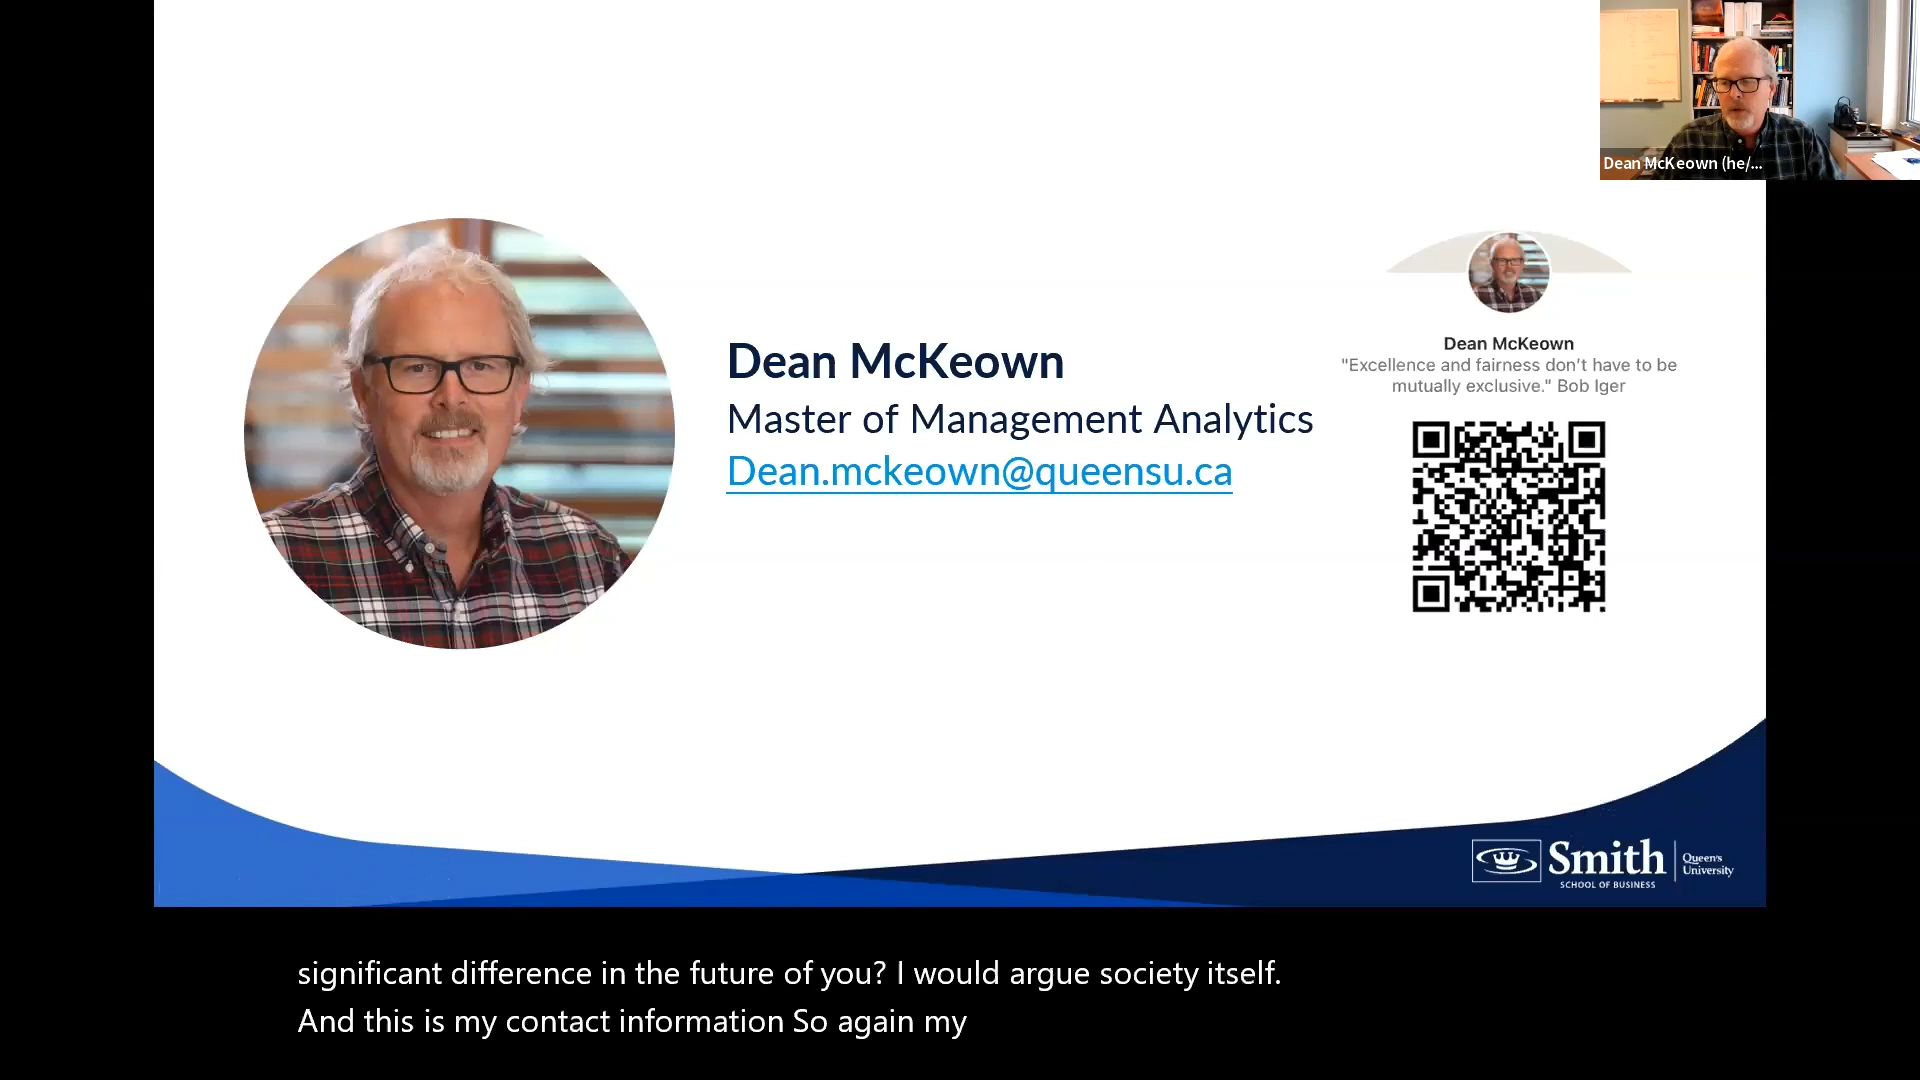 Dean McKeown (he/...
Dean McKeown
Master of Management Analytics
Dean.mckeown@queensu.ca
Dean McKeown
"Excellence and fairness don't have to be
mutually exclusive." Bob Iger
Smith
SCHOOL OF BUSINESS
Queen's
University
significant difference in the future of you? I would argue society itself.
And this is my contact information So again my